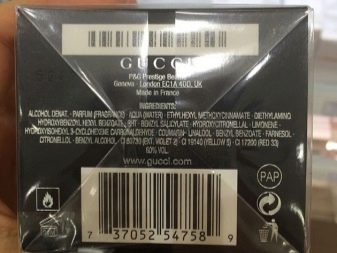 GUCCI
P&G Prestige Beauté
Geneva - London EC1A 4DD, UK
Made in France
INGREDIENTS:
ALCOHOL DENAT. - PARFUM (FRAGRANCE) - AQUA (WATER) - ETHYLHEXYL METHOXYCINNAMATE - DIETHYLAMINO
HYDROXYBENZOYL HEXYL BENZOATE - BHT - BENZYL SALICYLATE - HYDROXYCITRONELLAL - LIMONENE -
HYDROXYISOHEXYL 3-CYCLOHEXENE CARBOXALDEHYDE - COUMARIN - LINALOOL - BENZYL BENZOATE - FARNESOL -
CITRONELLOL - BENZYL ALCOHOL - CI 60730 (EXT. VIOLET 2) - CI 19140 (YELLOW 5) - CI 17200 (RED 33)
60% VOL.
www.gucci.com
PAP
7 37052 54758 9